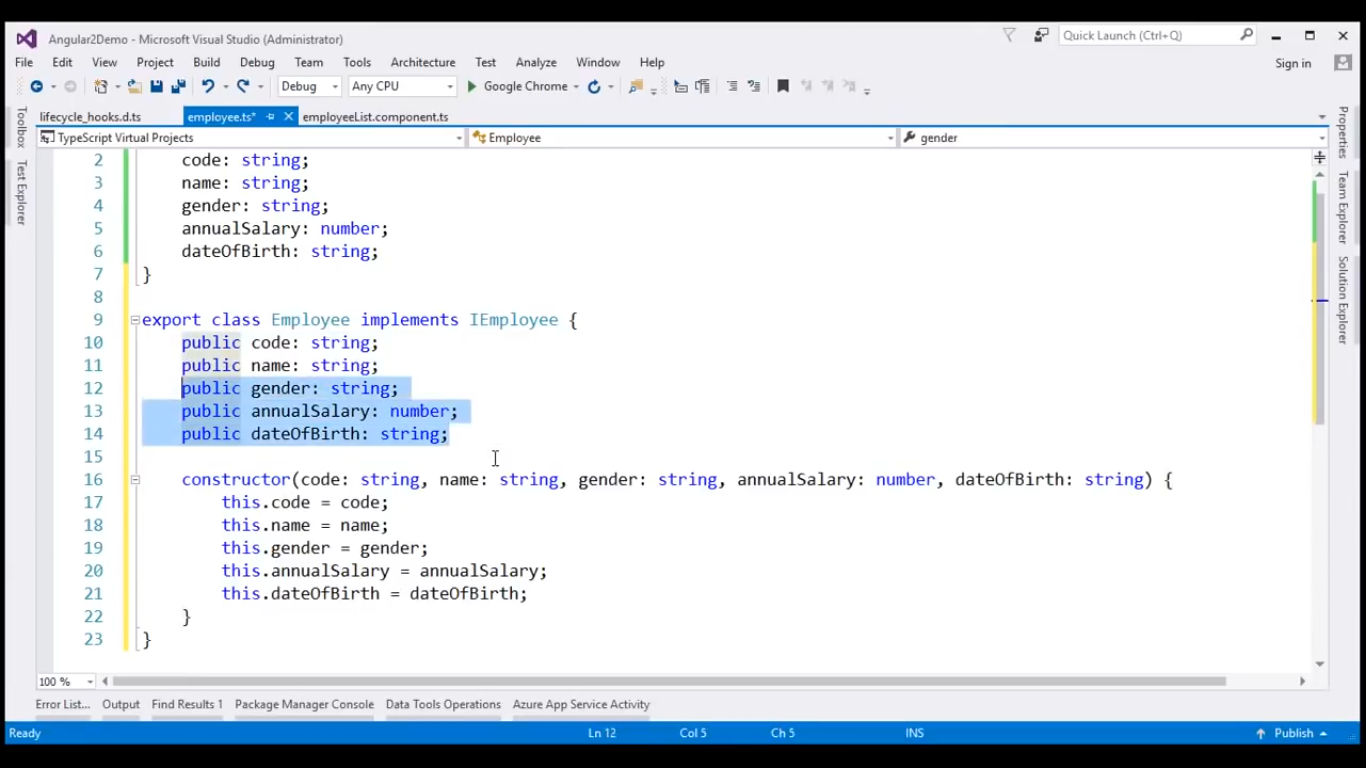 Angular2Demo - Microsoft Visual Studio (Administrator)
Quick Launch (Ctrl+Q)
File Edit View Project Build Debug Team Tools Architecture Test Analyze Window Help
Sign in
Debug Any CPU Google Chrome
lifecycle_hooks.d.ts employee.ts* employeeList.component.ts
TypeScript Virtual Projects Employee gender
Toolbox
Test Explorer
2 code: string;
3 name: string;
4 gender: string;
5 annualSalary: number;
6 dateOfBirth: string;
7 }
8
9 export class Employee implements IEmployee {
10 public code: string;
11 public name: string;
12 public gender: string;
13 public annualSalary: number;
14 public dateOfBirth: string;
15
16 constructor(code: string, name: string, gender: string, annualSalary: number, dateOfBirth: string) {
17 this.code = code;
18 this.name = name;
19 this.gender = gender;
20 this.annualSalary = annualSalary;
21 this.dateOfBirth = dateOfBirth;
22 }
23 }
Properties
Team Explorer
Solution Explorer
100 %
Error List... Output Find Results 1 Package Manager Console Data Tools Operations Azure App Service Activity
Ready Ln 12 Col 5 Ch 5 INS Publish